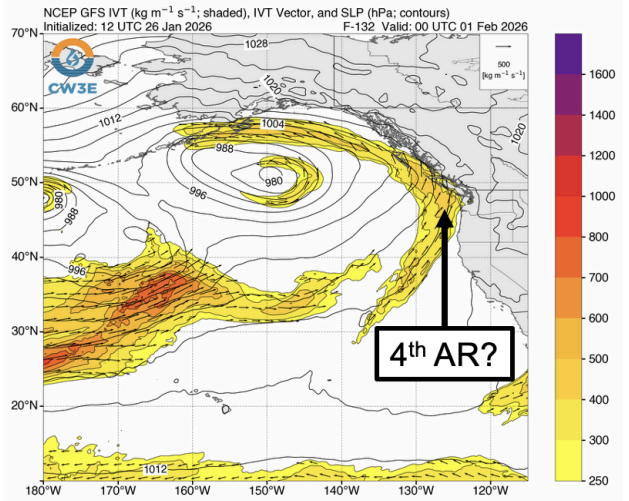 NCEP GFS IVT (kg m⁻¹ s⁻¹; shaded), IVT Vector, and SLP (hPa; contours)
Initialized: 12 UTC 26 Jan 2026 F-132 Valid: 00 UTC 01 Feb 2026
70°N
CW3E
1028
1020
500
[kg m⁻¹ s⁻¹]
1600
60°N
1012
1004
1020
1400
988
1200
50°N
980
996
1000
980
988
800
40°N
996
700
600
30°N
4th AR?
500
400
20°N
300
1012
250
10°N
180°W
170°W
160°W
150°W
140°W
130°W
120°W